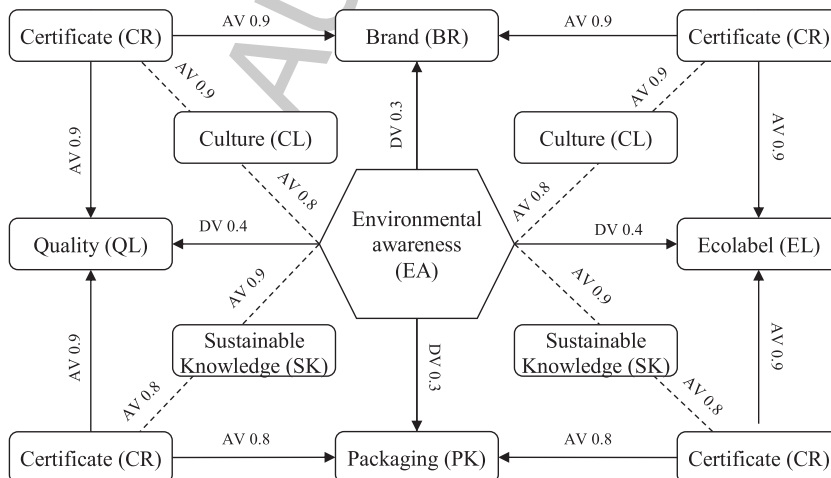 Certificate (CR)
AV 0.9
Brand (BR)
AV 0.9
Certificate (CR)
AV 0.9
AV 0.9
AV 0.9
Culture (CL)
DV 0.3
Culture (CL)
AV 0.9
AV 0.8
AV 0.8
Quality (QL)
DV 0.4
Environmental
awareness
(EA)
DV 0.4
Ecolabel (EL)
AV 0.9
AV 0.9
AV 0.9
Sustainable
Knowledge (SK)
DV 0.3
Sustainable
Knowledge (SK)
AV 0.9
AV 0.8
AV 0.8
Certificate (CR)
AV 0.8
Packaging (PK)
AV 0.8
Certificate (CR)